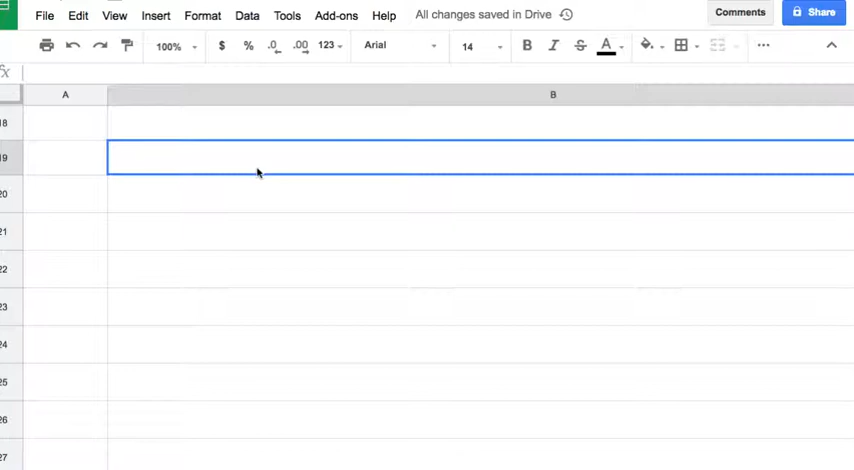 File Edit View Insert Format Data Tools Add-ons Help All changes saved in Drive Comments Share
100% $ % .0 .00 123 Arial 14 B I S A ...
fx
A B
18
19
20
21
22
23
24
25
26
27